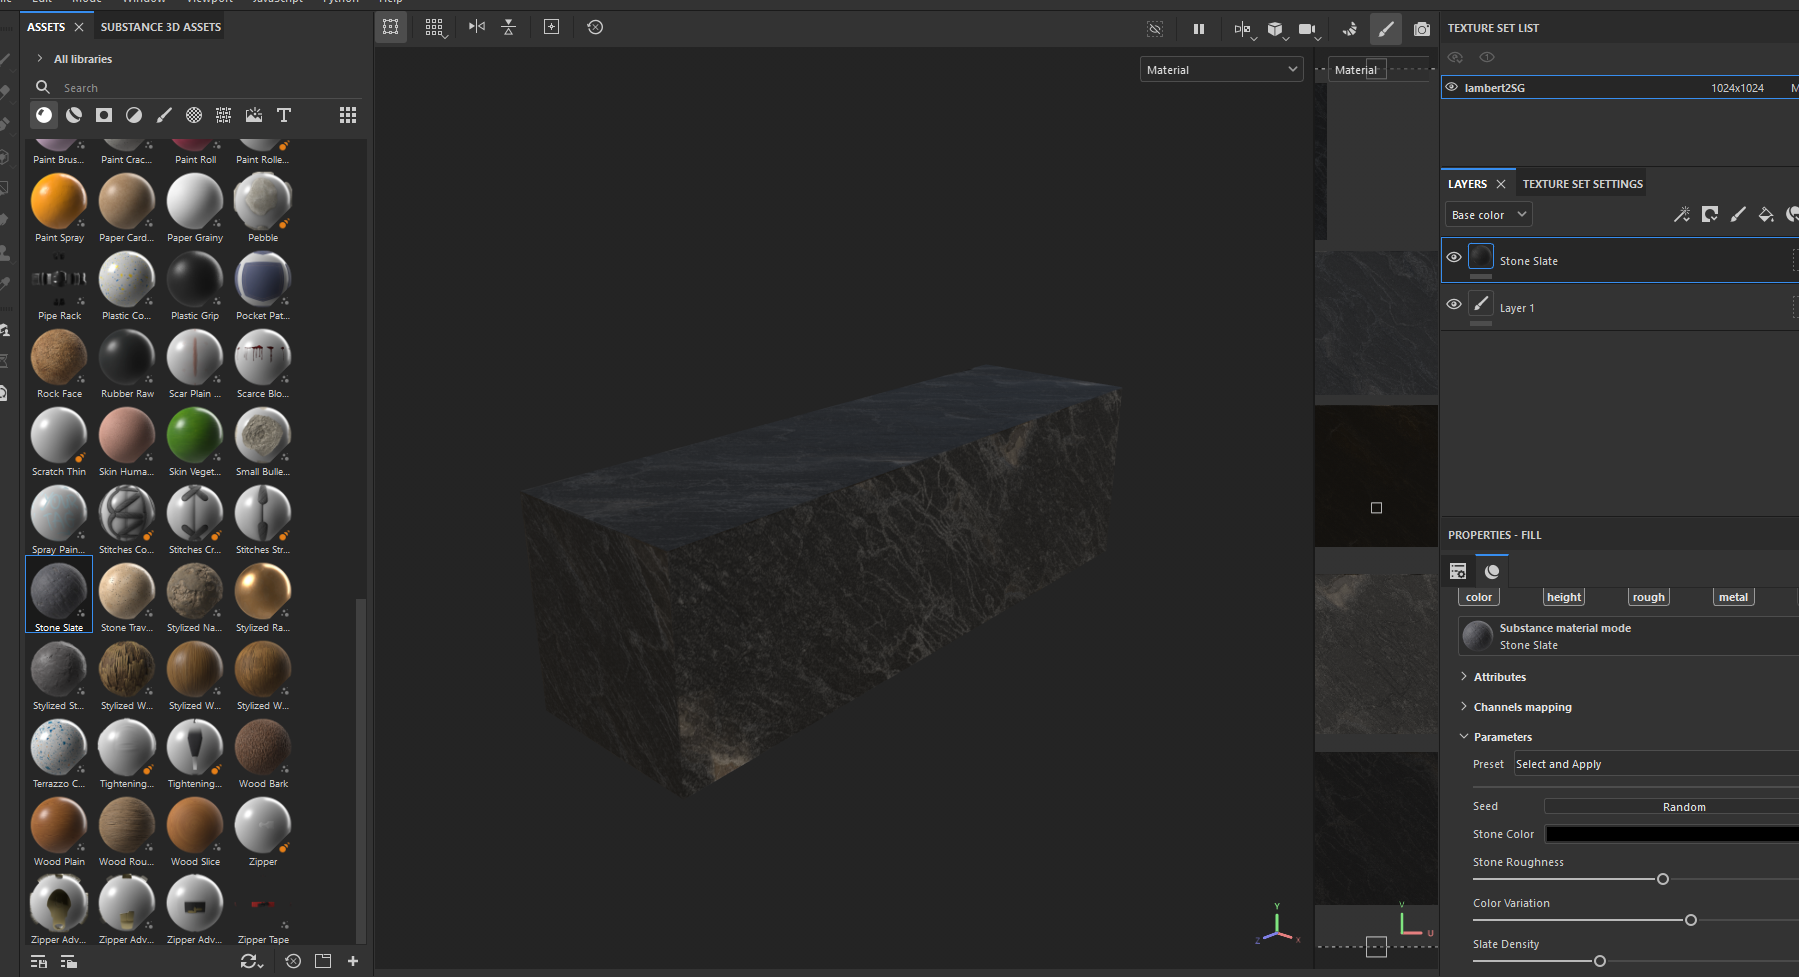 Edit Mode Window Viewport JavaScript Python Help
ASSETS
SUBSTANCE 3D ASSETS
All libraries
Search
Paint Brus... Paint Crac... Paint Roll Paint Rolle...
Paint Spray Paper Card... Paper Grainy Pebble
Pipe Rack Plastic Co... Plastic Grip Pocket Pat...
Rock Face Rubber Raw Scar Plain ... Scarce Blo...
Scratch Thin Skin Huma... Skin Veget... Small Bulle...
Spray Pain... Stitches Co... Stitches Cr... Stitches Str...
Stone Slate Stone Trav... Stylized Na... Stylized Ra...
Stylized St... Stylized W... Stylized W... Stylized W...
Terrazzo C... Tightening... Tightening... Wood Bark
Wood Plain Wood Rou... Wood Slice Zipper
Zipper Adv... Zipper Adv... Zipper Adv... Zipper Tape
Material
Y
Z
X
Material
V
U
TEXTURE SET LIST
lambert2SG 1024x1024 M
LAYERS
TEXTURE SET SETTINGS
Base color
Stone Slate
Layer 1
PROPERTIES - FILL
color height rough metal
Substance material mode
Stone Slate
Attributes
Channels mapping
Parameters
Preset Select and Apply
Seed Random
Stone Color
Stone Roughness
Color Variation
Slate Density